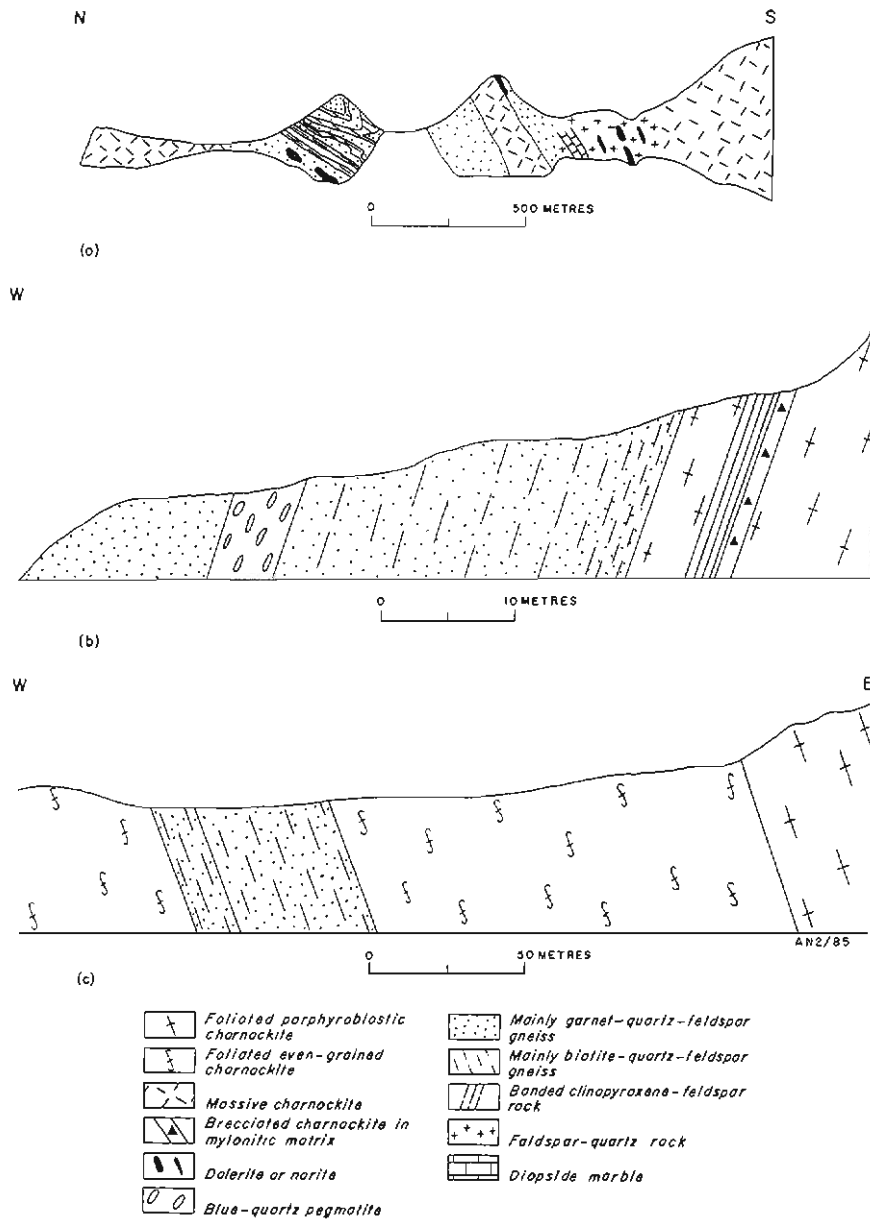 N S
0 500 METRES
(a)
W
0 10 METRES
(b)
W E
AN2/85
0 50 METRES
(c)
Foliated porphyroblastic
charnockite
Foliated even-grained
charnockite
Massive charnockite
Brecciated charnockite in
mylonitic matrix
Dolerite or norite
Blue-quartz pegmatite
Mainly garnet-quartz-feldspar
gneiss
Mainly biotite-quartz-feldspar
gneiss
Banded clinopyroxene-feldspar
rock
Feldspar-quartz rock
Diopside marble